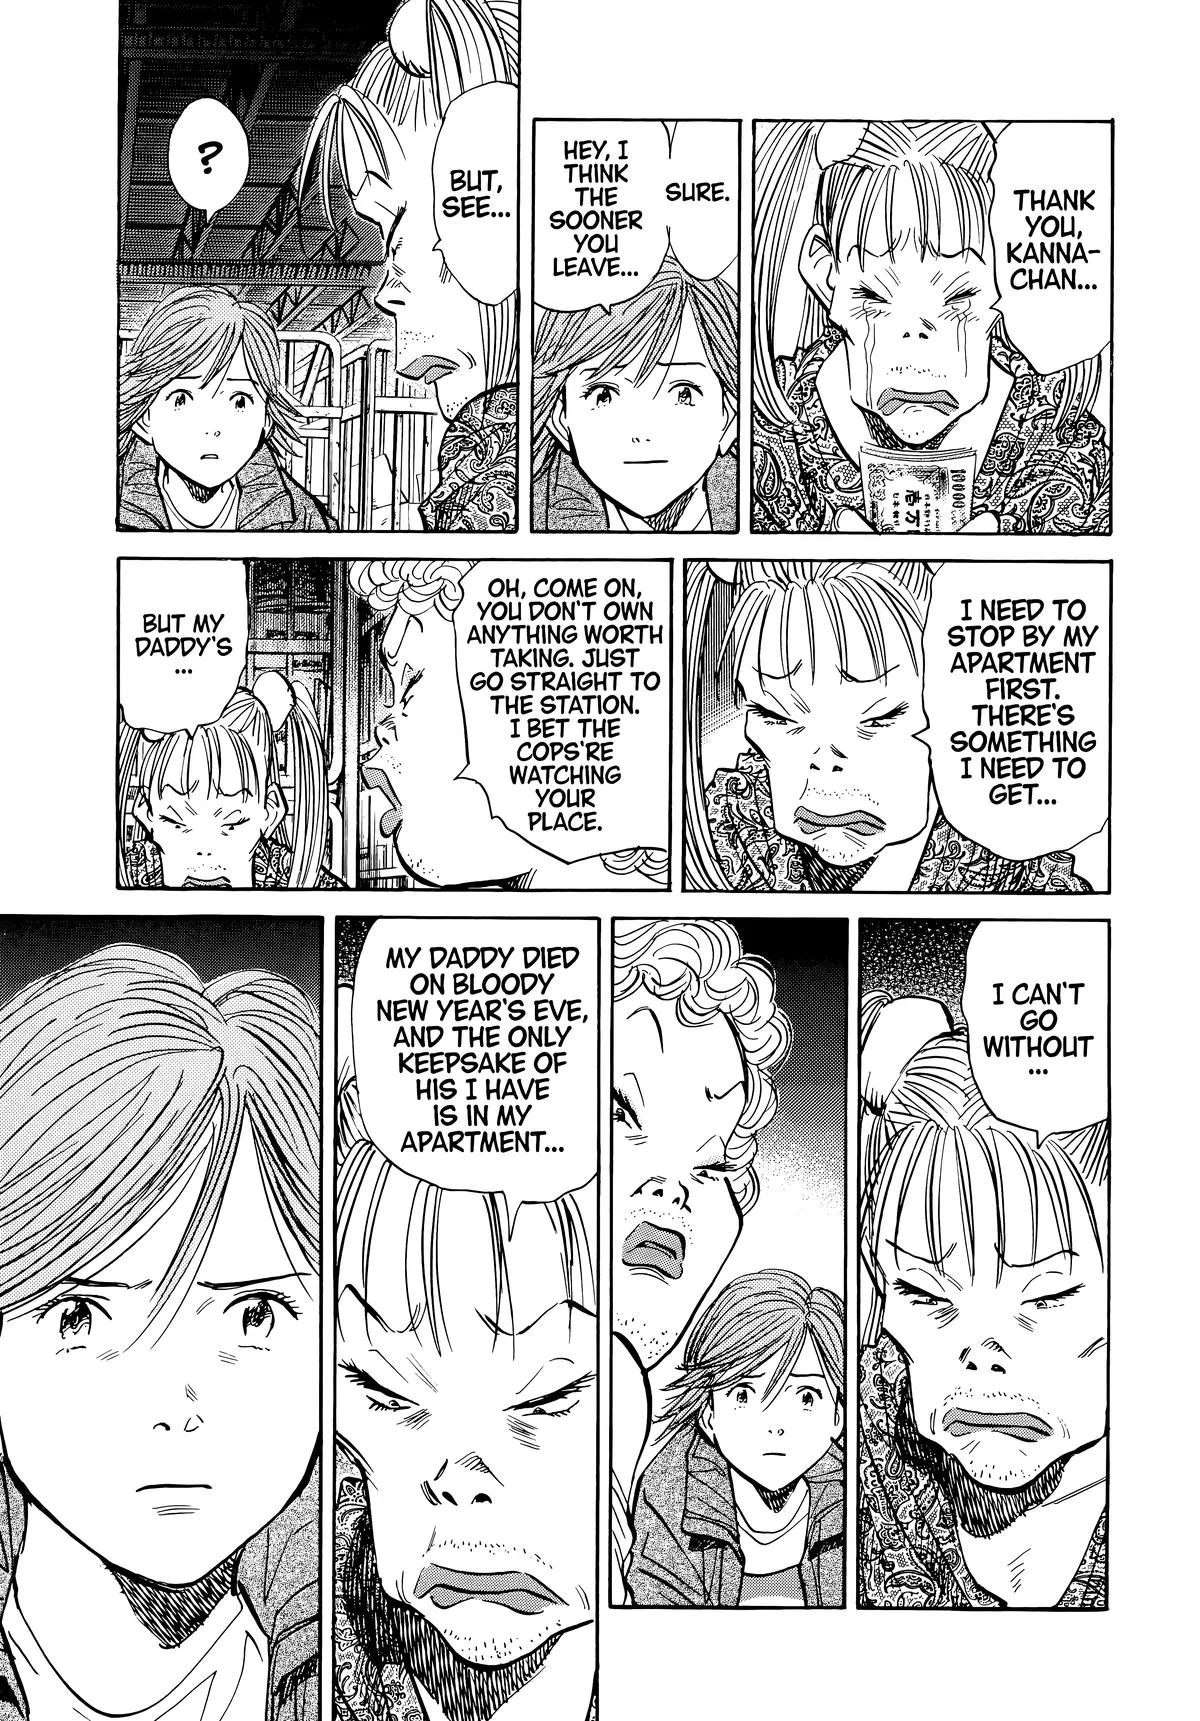 THANK
YOU,
KANNA-
CHAN...
10000
壱万
SURE.
HEY, I
THINK
THE
SOONER
YOU
LEAVE...
BUT,
SEE...
?
I NEED TO
STOP BY MY
APARTMENT
FIRST.
THERE'S
SOMETHING
I NEED TO
GET...
OH, COME ON,
YOU DON'T OWN
ANYTHING WORTH
TAKING. JUST
GO STRAIGHT TO
THE STATION.
I BET THE
COPS'RE
WATCHING
YOUR
PLACE.
BUT MY
DADDY'S
...
I CAN'T
GO
WITHOUT
...
MY DADDY DIED
ON BLOODY
NEW YEAR'S EVE,
AND THE ONLY
KEEPSAKE OF
HIS I HAVE
IS IN MY
APARTMENT...